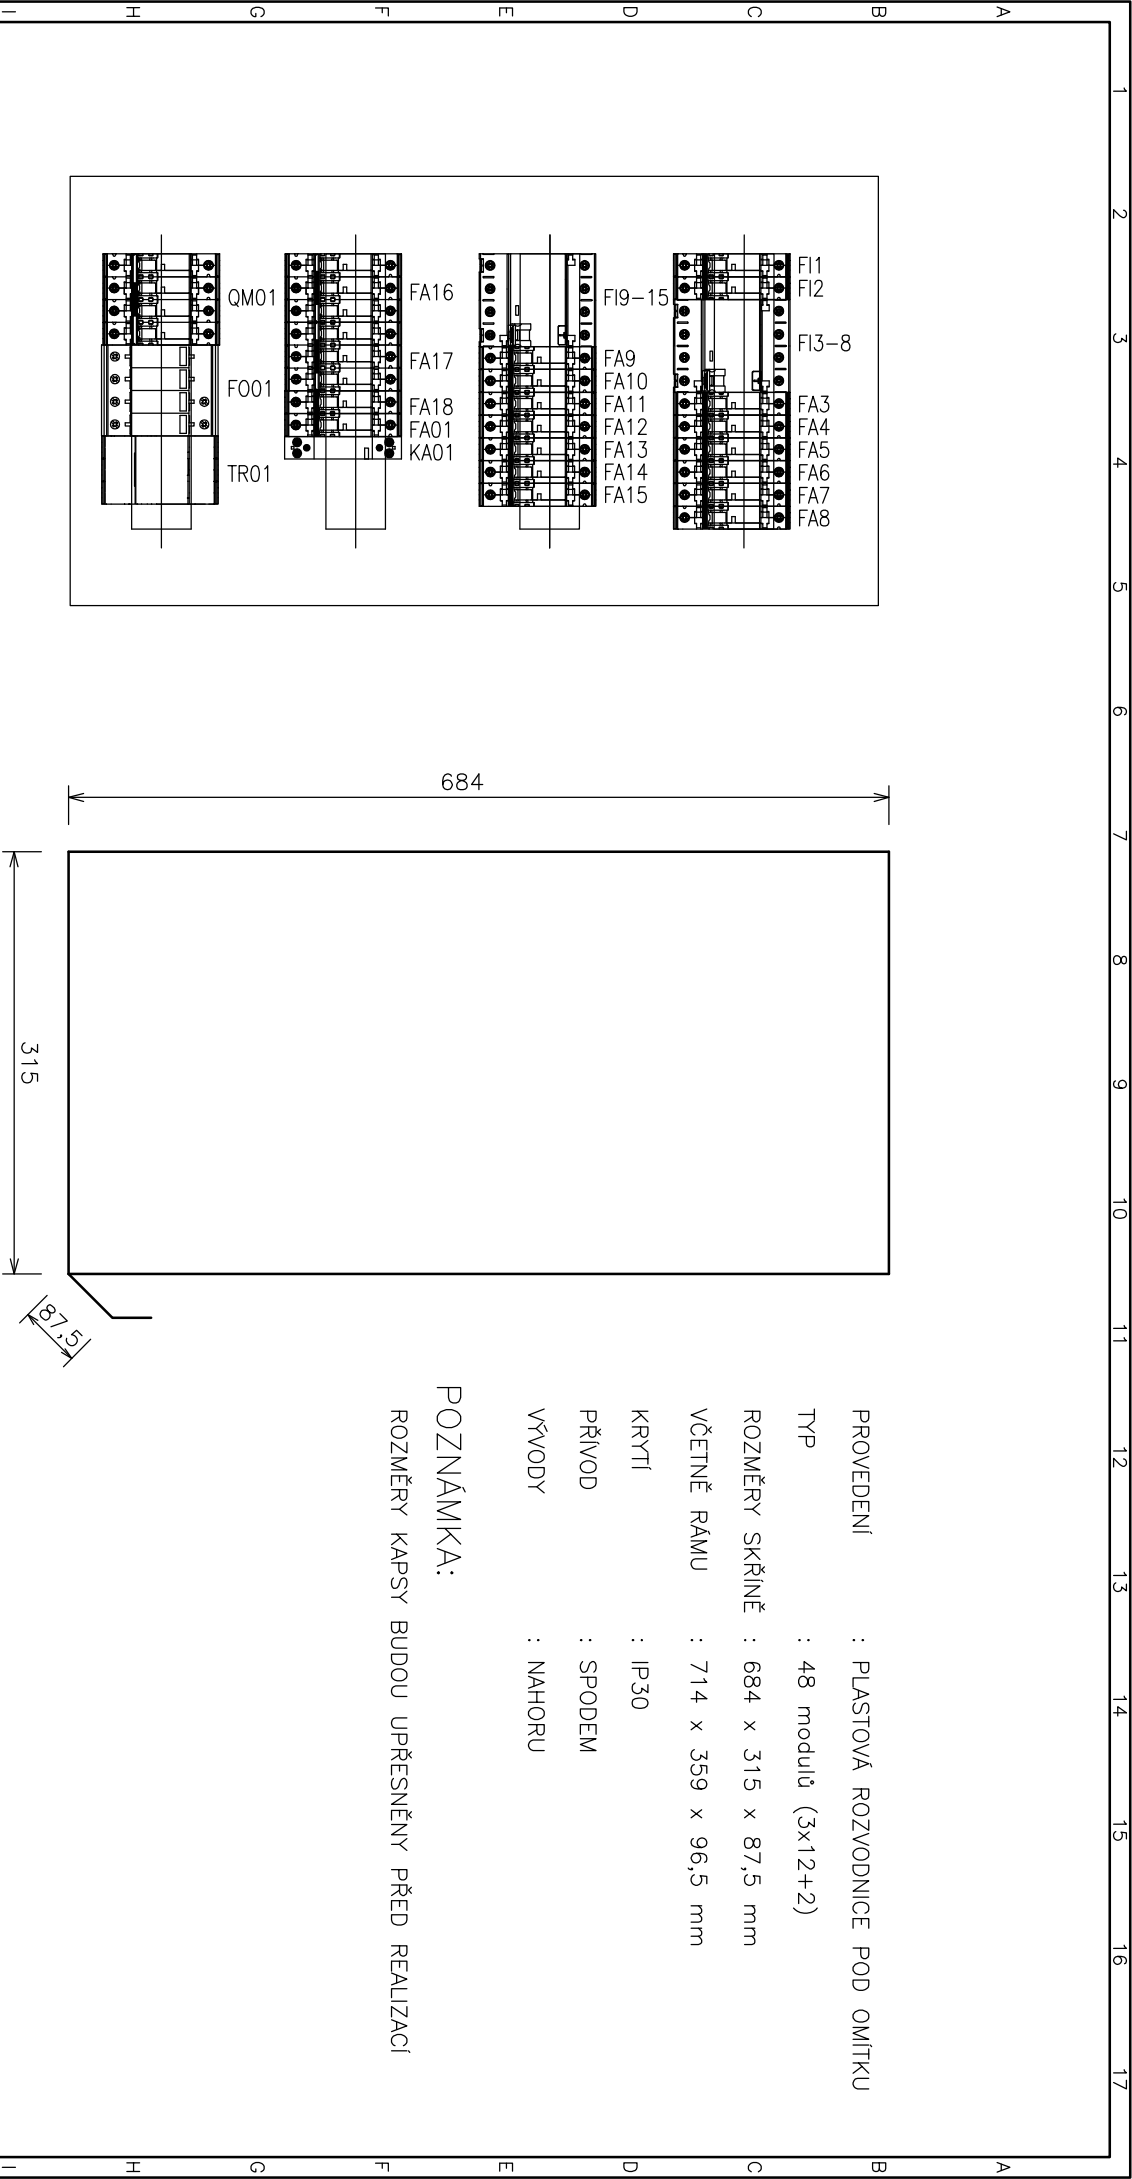 1 2 3 4 5 6 7 8 9 10 11 12 13 14 15 16 17
A A
B B
C C
D D
E E
F F
G G
H H
I I
FI1
FI2
FI3-8
FA3
FA4
FA5
FA6
FA7
FA8
FI9-15
FA9
FA10
FA11
FA12
FA13
FA14
FA15
FA16
FA17
FA18
FA01
KA01
QM01
FO01
TR01
684
315
87,5
PROVEDENÍ : PLASTOVÁ ROZVODNICE POD OMÍTKU
TYP : 48 modulů (3x12+2)
ROZMĚRY SKŘÍNĚ : 684 x 315 x 87,5 mm
VČETNĚ RÁMU : 714 x 359 x 96,5 mm
KRYTÍ : IP30
PŘÍVOD : SPODEM
VÝVODY : NAHORU
POZNÁMKA:
ROZMĚRY KAPSY BUDOU UPŘESNĚNY PŘED REALIZACÍ